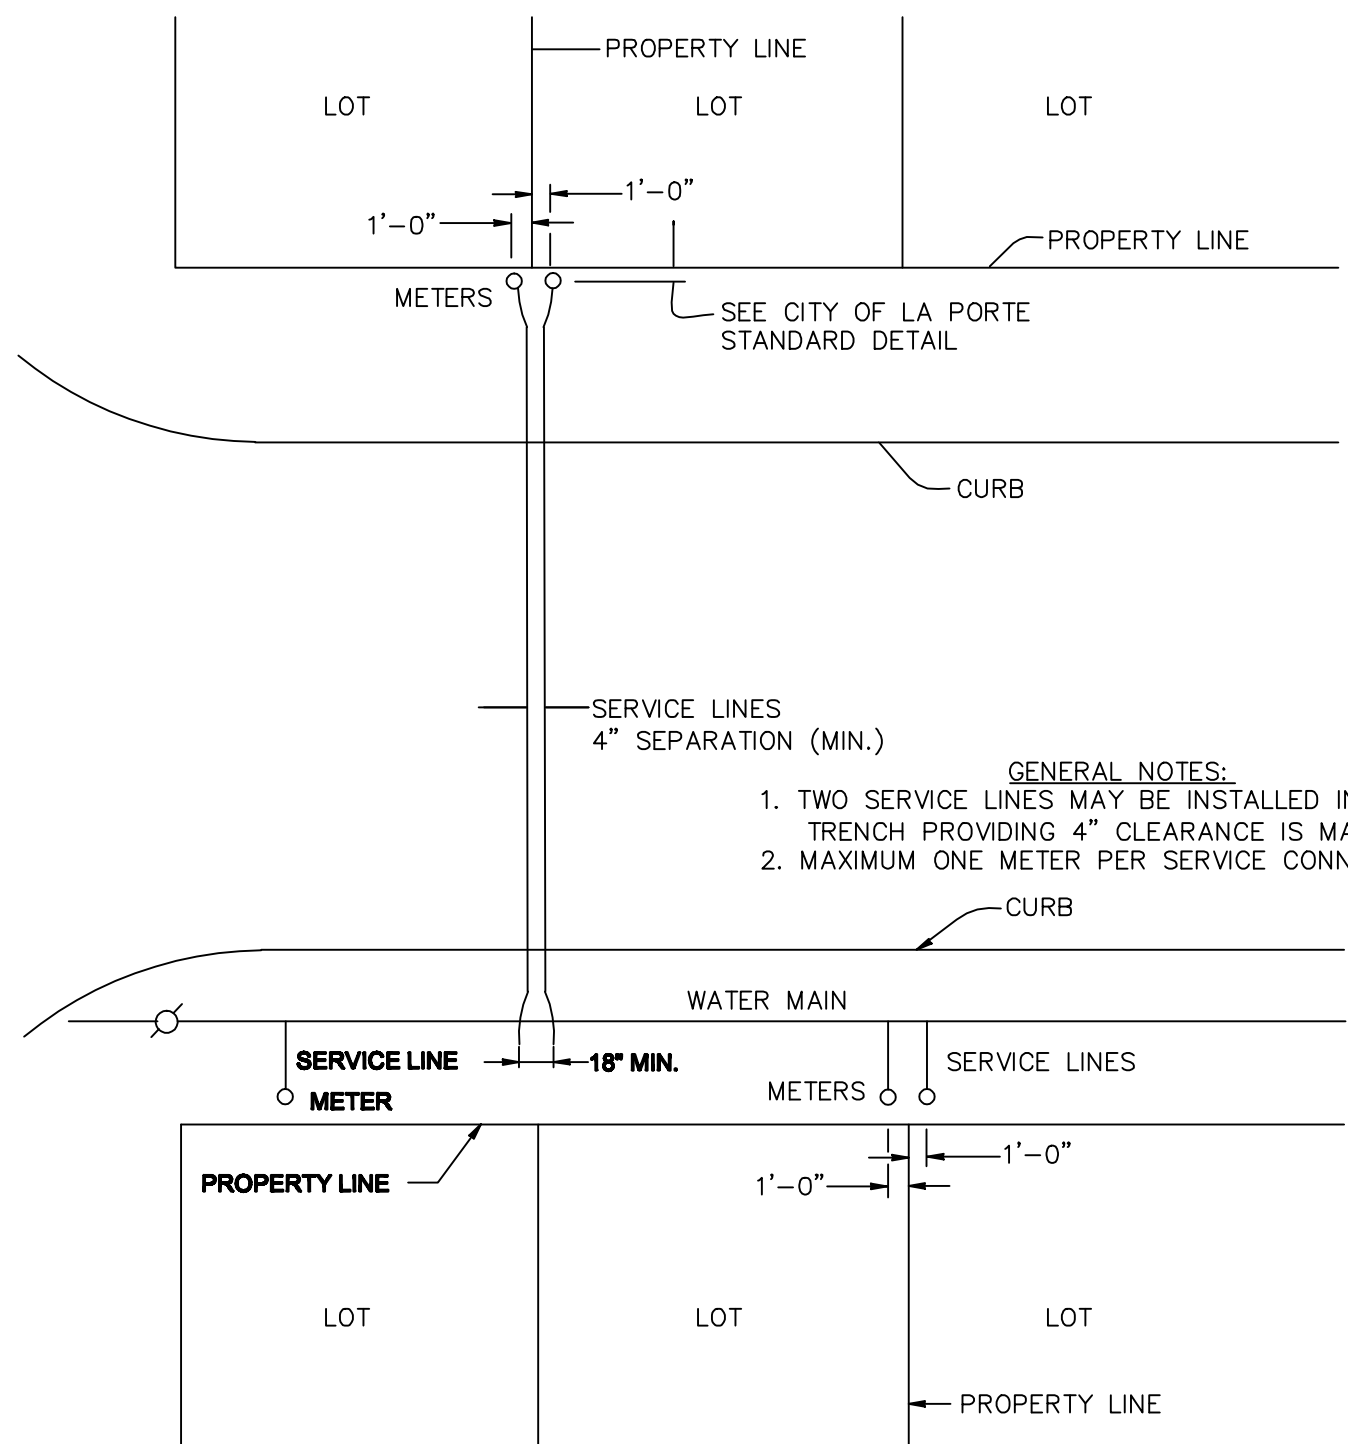 PROPERTY LINE
LOT
LOT
LOT
1'-0"
1'-0"
PROPERTY LINE
METERS
SEE CITY OF LA PORTE
STANDARD DETAIL
CURB
SERVICE LINES
4" SEPARATION (MIN.)
GENERAL NOTES:
1. TWO SERVICE LINES MAY BE INSTALLED
TRENCH PROVIDING 4" CLEARANCE IS
2. MAXIMUM ONE METER PER SERVICE
CURB
WATER MAIN
SERVICE LINE
18" MIN.
SERVICE LINES
METER
METERS
1'-0"
PROPERTY LINE
1'-0"
LOT
LOT
LOT
PROPERTY LINE